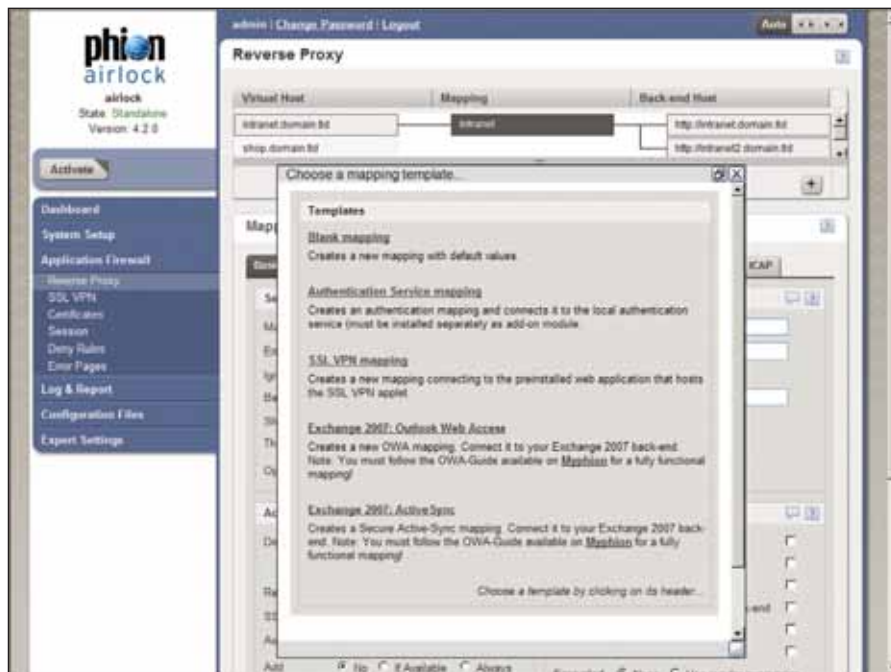 phion
airlock
airlock
State: Standalone
Version: 4.2.0
Activate
Dashboard
System Setup
Application Firewall
Reverse Proxy
SSL VPN
Certificates
Session
Deny Rules
Error Pages
Log & Report
Configuration Files
Expert Settings
admin | Change Password | Logout
Auto
Reverse Proxy
Virtual Host Mapping Back-end Host
intranet.domain.tld intranet http://intranet.domain.tld
shop.domain.tld http://intranet2.domain.tld
Choose a mapping template...
Templates
Blank mapping
Creates a new mapping with default values
Authentication Service mapping
Creates an authentication mapping and connects it to the local authentication
service (must be installed separately as add-on module.
SSL VPN mapping
Creates a new mapping connecting to the preinstalled web application that hosts
the SSL VPN applet
Exchange 2007: Outlook Web Access
Creates a new OWA mapping. Connect it to your Exchange 2007 back-end.
Note: You must follow the OWA-Guide available on Myphion for a fully functional
mapping!
Exchange 2007: ActiveSync
Creates a Secure Active-Sync mapping. Connect it to your Exchange 2007 back-
end. Note: You must follow the OWA-Guide available on Myphion for a fully
functional mapping!
Choose a template by clicking on its header...
Mapp
ICAP
Add No If Available Always